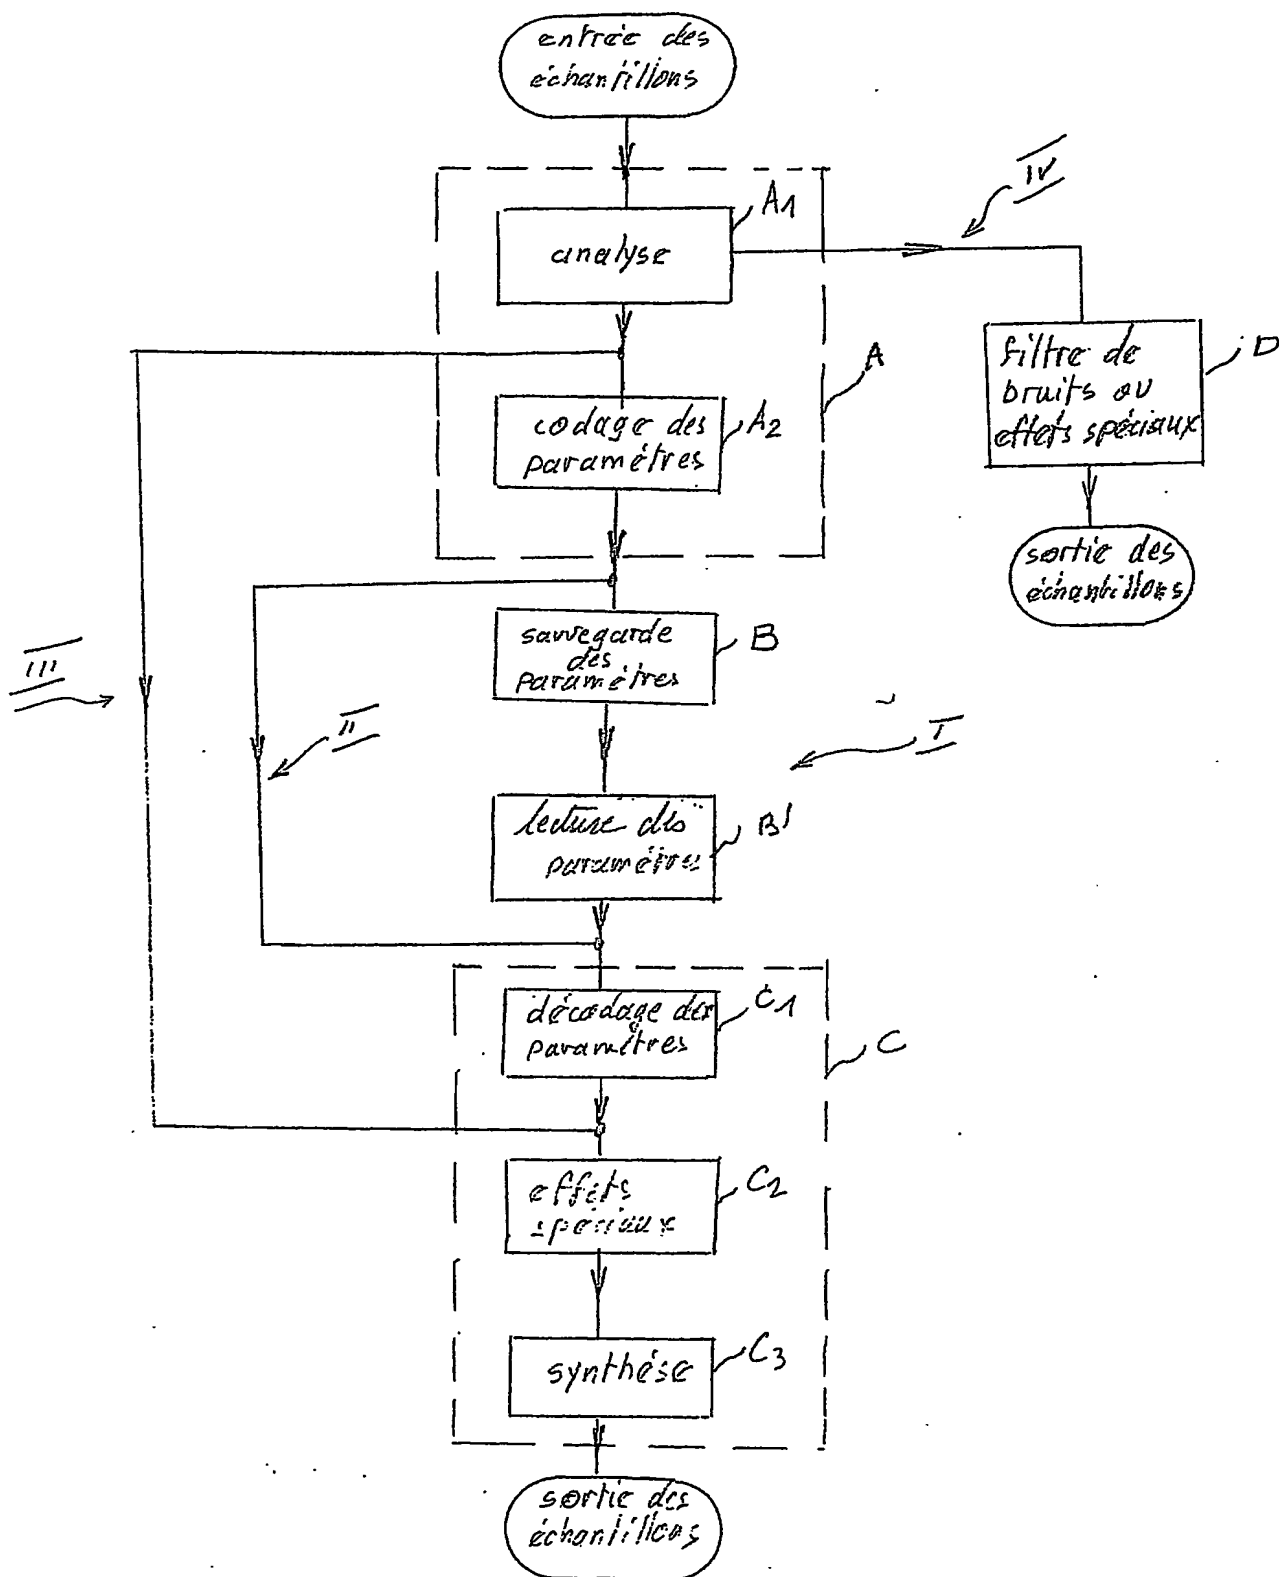 entrée des
échantillons
IV
A1
analyse
D
filtre de
bruits ou
effets spéciaux
A
codage des
paramètres
A2
sortie des
échantillons
sauvegarde
des
paramètres
B
III
II
I
lecture des
paramètres
B'
décodage des
paramètres
C1
C
effets
spéciaux
C2
synthèse
C3
sortie des
échantillons